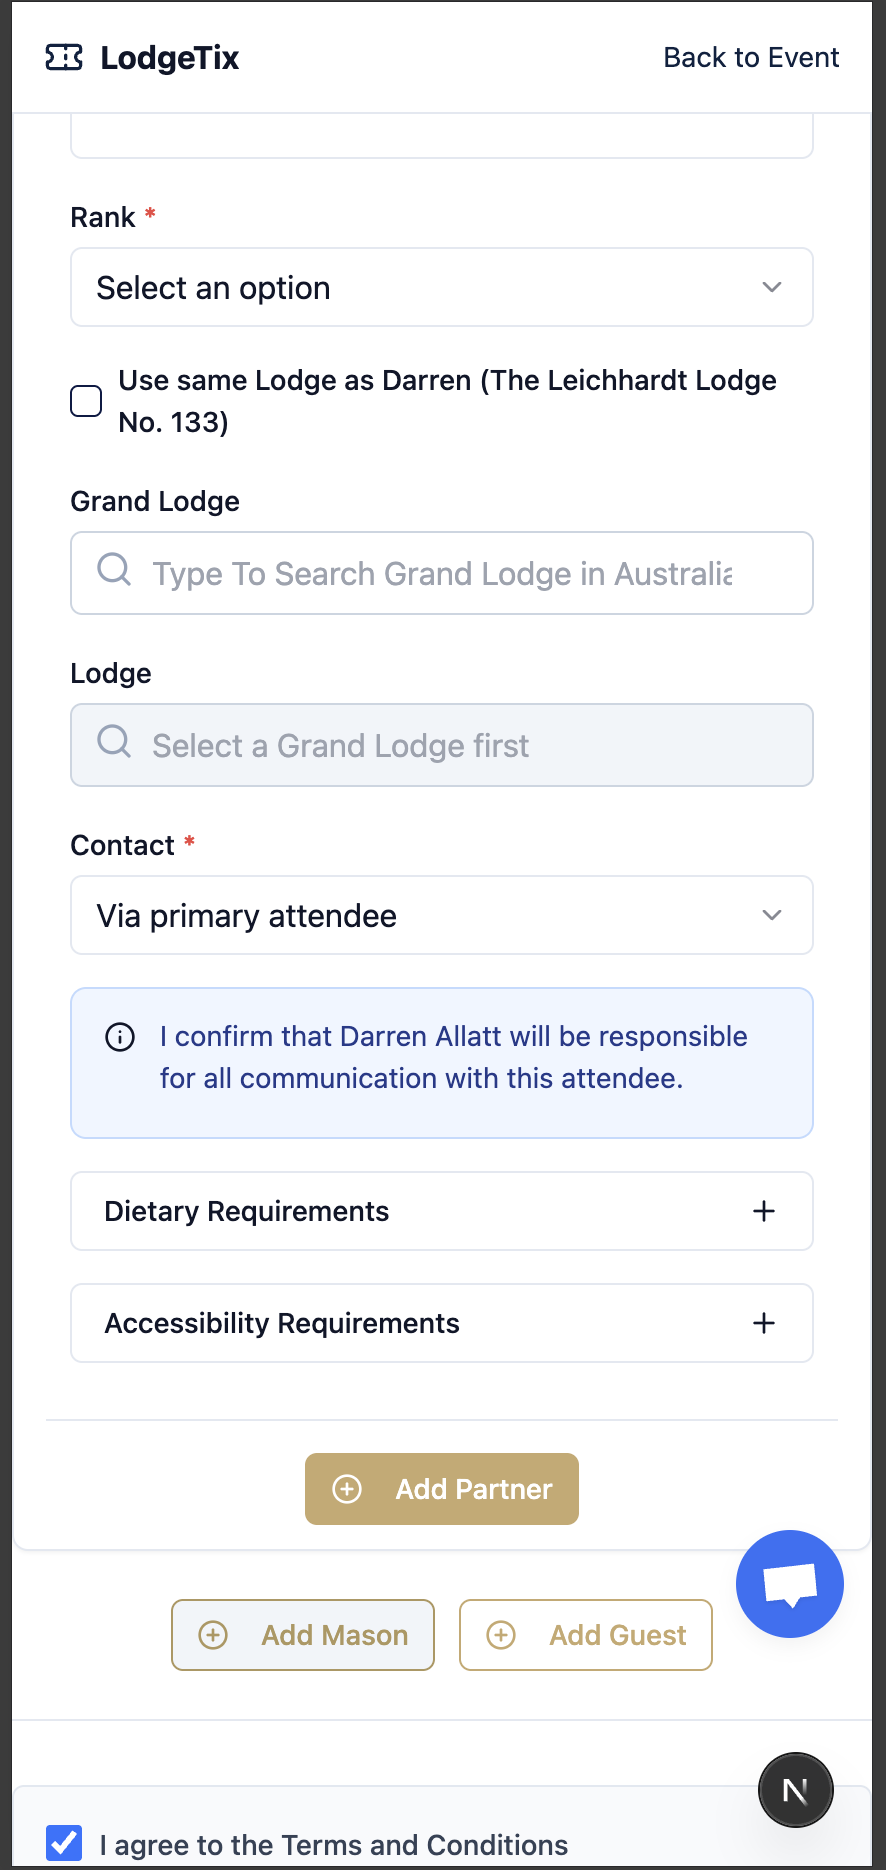 LodgeTix
Back to Event
Rank *
Select an option
Use same Lodge as Darren (The Leichhardt Lodge
No. 133)
Grand Lodge
Type To Search Grand Lodge in Australia
Lodge
Select a Grand Lodge first
Contact *
Via primary attendee
I confirm that Darren Allatt will be responsible
for all communication with this attendee.
Dietary Requirements
Accessibility Requirements
Add Partner
Add Mason
Add Guest
N
I agree to the Terms and Conditions